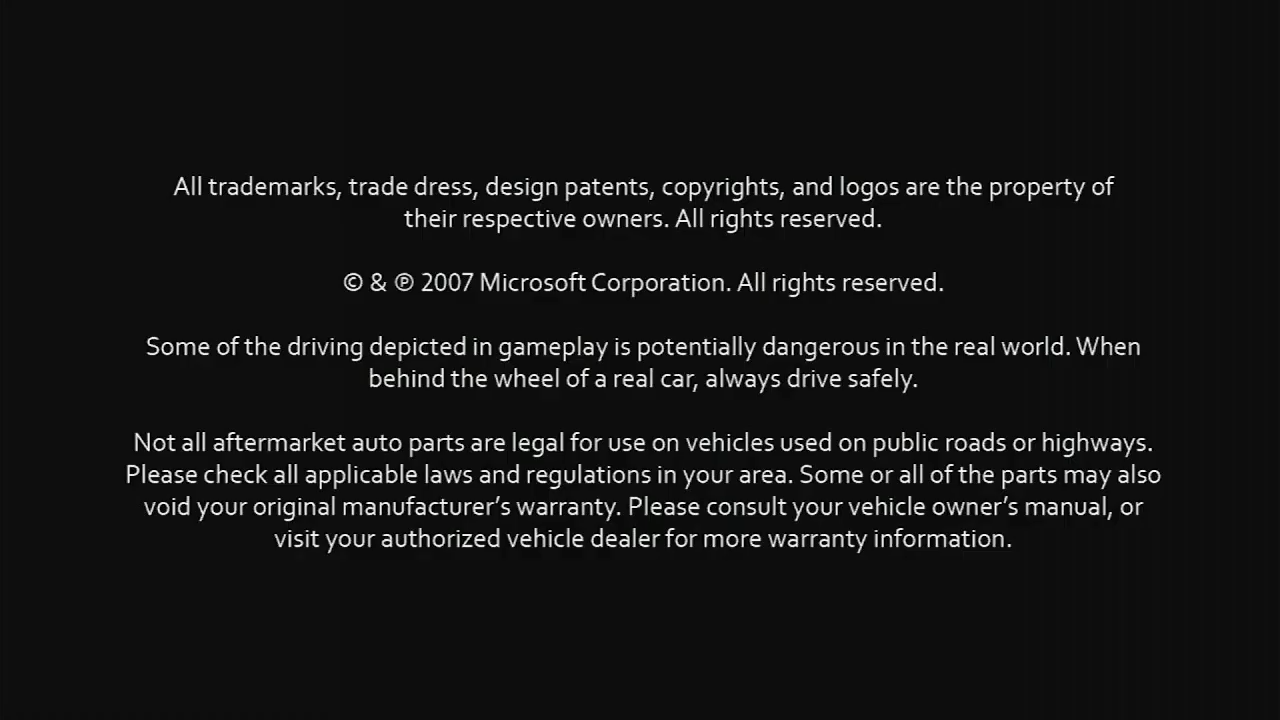 All trademarks, trade dress, design patents, copyrights, and logos are the property of
their respective owners. All rights reserved.
© & ℗ 2007 Microsoft Corporation. All rights reserved.
Some of the driving depicted in gameplay is potentially dangerous in the real world. When
behind the wheel of a real car, always drive safely.
Not all aftermarket auto parts are legal for use on vehicles used on public roads or highways.
Please check all applicable laws and regulations in your area. Some or all of the parts may also
void your original manufacturer’s warranty. Please consult your vehicle owner’s manual, or
visit your authorized vehicle dealer for more warranty information.